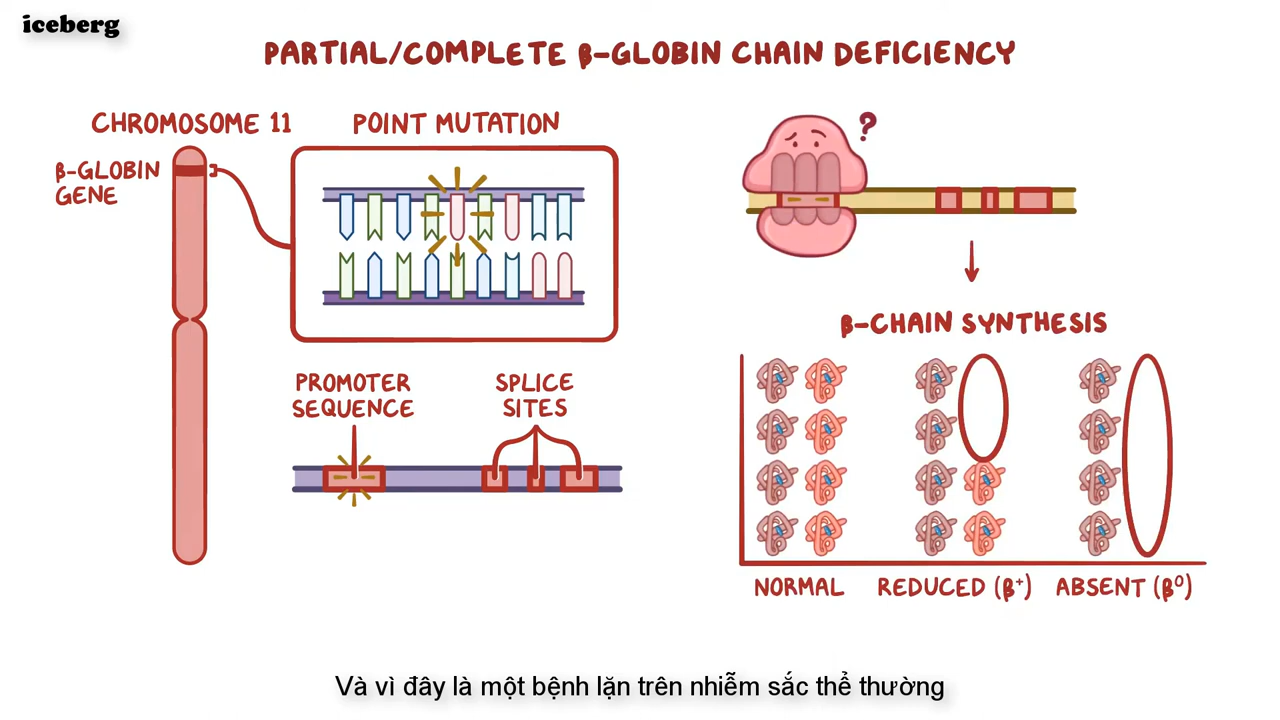 iceberg
PARTIAL/COMPLETE β-GLOBIN CHAIN DEFICIENCY
CHROMOSOME 11
β-GLOBIN
GENE
POINT MUTATION
PROMOTER
SEQUENCE
SPLICE
SITES
?
β-CHAIN SYNTHESIS
NORMAL
REDUCED (β⁺)
ABSENT (β⁰)
Và vì đây là một bệnh lặn trên nhiễm sắc thể thường